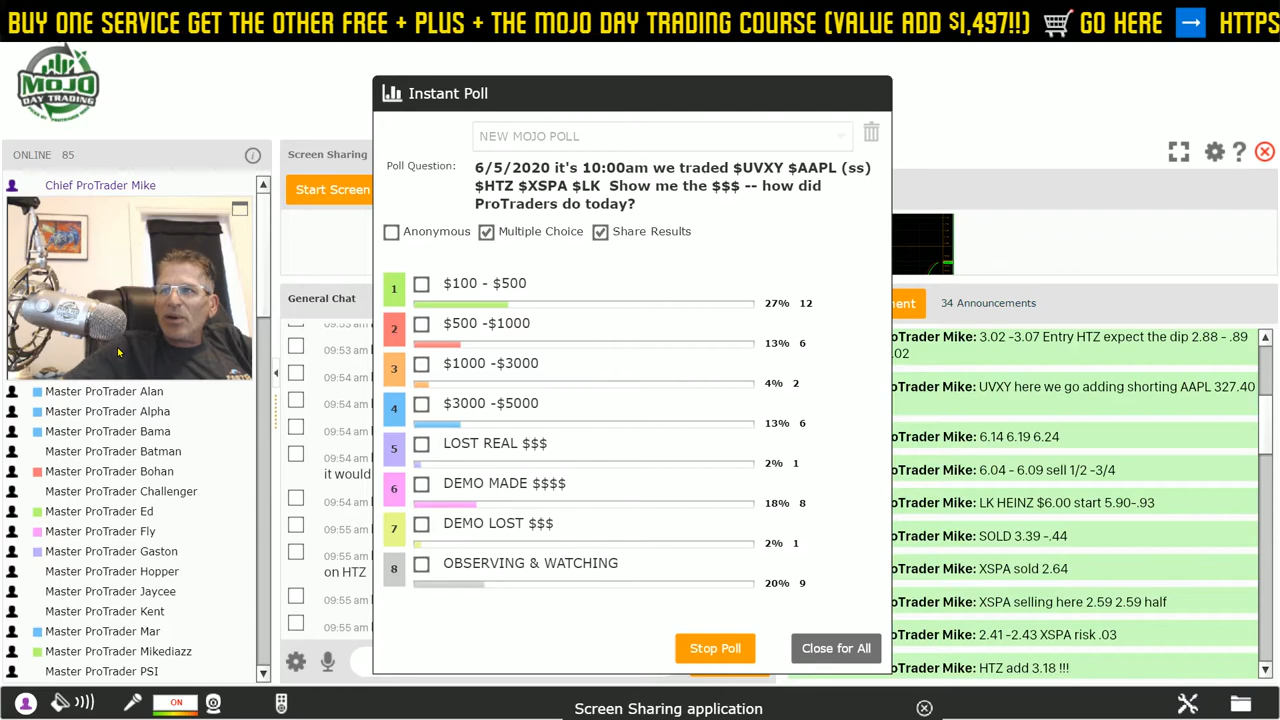 BUY ONE SERVICE GET THE OTHER FREE + PLUS + THE MOJO DAY TRADING COURSE (VALUE ADD $1,497!!) GO HERE HTTPS
MOJO
DAY TRADING
ONLINE 85
Chief ProTrader Mike
Master ProTrader Alan
Master ProTrader Alpha
Master ProTrader Bama
Master ProTrader Batman
Master ProTrader Bohan
Master ProTrader Challenger
Master ProTrader Ed
Master ProTrader Fly
Master ProTrader Gaston
Master ProTrader Hopper
Master ProTrader Jaycee
Master ProTrader Kent
Master ProTrader Mar
Master ProTrader Mikediazz
Master ProTrader PSI
Screen Sharing
Start Screen
General Chat
09:53 am
09:54 am
09:54 am
09:54 am
09:54 am
it would
09:54 am
09:55 am
09:55 am
on HTZ
09:55 am
09:55 am
Instant Poll
NEW MOJO POLL
Poll Question:
6/5/2020 it's 10:00am we traded $UVXY $AAPL (ss)
$HTZ $XSPA $LK Show me the $$$ -- how did
ProTraders do today?
Anonymous Multiple Choice Share Results
1 $100 - $500
27% 12
2 $500 -$1000
13% 6
3 $1000 -$3000
4% 2
4 $3000 -$5000
13% 6
5 LOST REAL $$$
2% 1
6 DEMO MADE $$$$
18% 8
7 DEMO LOST $$$
2% 1
8 OBSERVING & WATCHING
20% 9
Stop Poll Close for All
ment 34 Announcements
oTrader Mike: 3.02 -3.07 Entry HTZ expect the dip 2.88 - .89
.02
oTrader Mike: UVXY here we go adding shorting AAPL 327.40
oTrader Mike: 6.14 6.19 6.24
oTrader Mike: 6.04 - 6.09 sell 1/2 -3/4
oTrader Mike: LK HEINZ $6.00 start 5.90-.93
oTrader Mike: SOLD 3.39 -.44
oTrader Mike: XSPA sold 2.64
oTrader Mike: XSPA selling here 2.59 2.59 half
oTrader Mike: 2.41 -2.43 XSPA risk .03
oTrader Mike: HTZ add 3.18 !!!
ON
Screen Sharing application